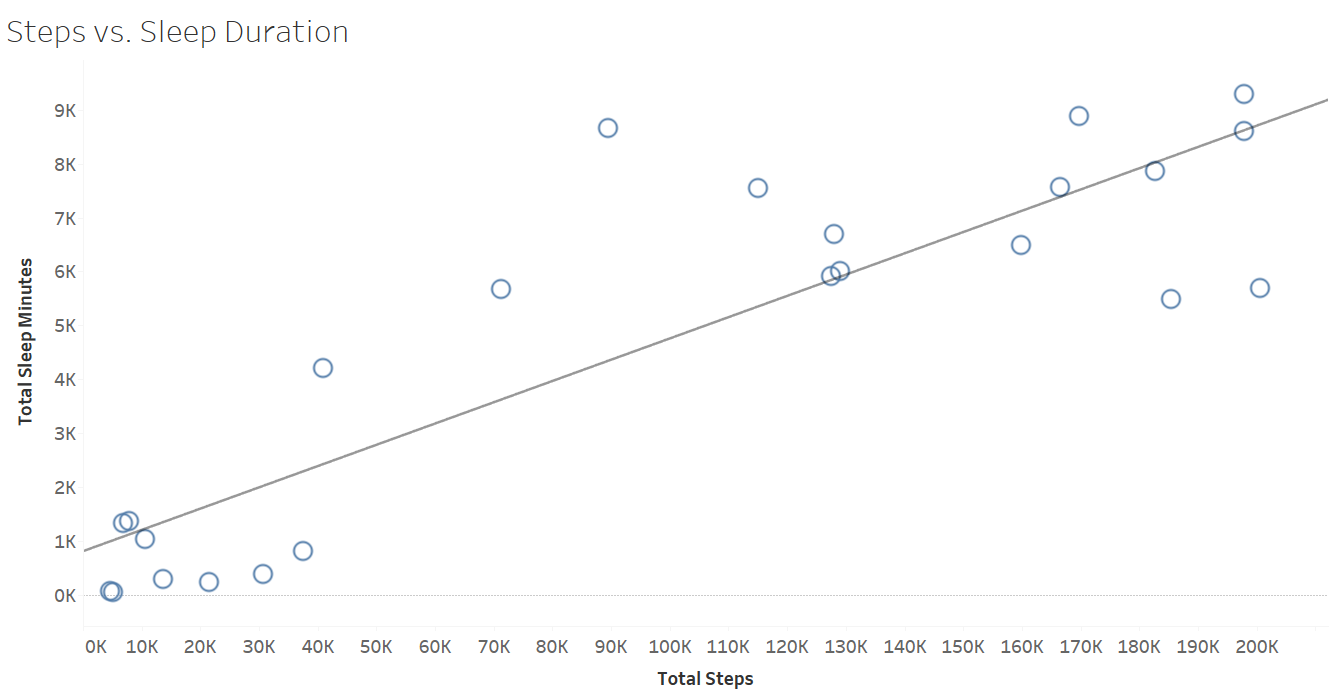 Steps vs. Sleep Duration
9K
8K
7K
6K
5K
4K
3K
2K
1K
0K
Total Sleep Minutes
0K 10K 20K 30K 40K 50K 60K 70K 80K 90K 100K 110K 120K 130K 140K 150K 160K 170K 180K 190K 200K
Total Steps